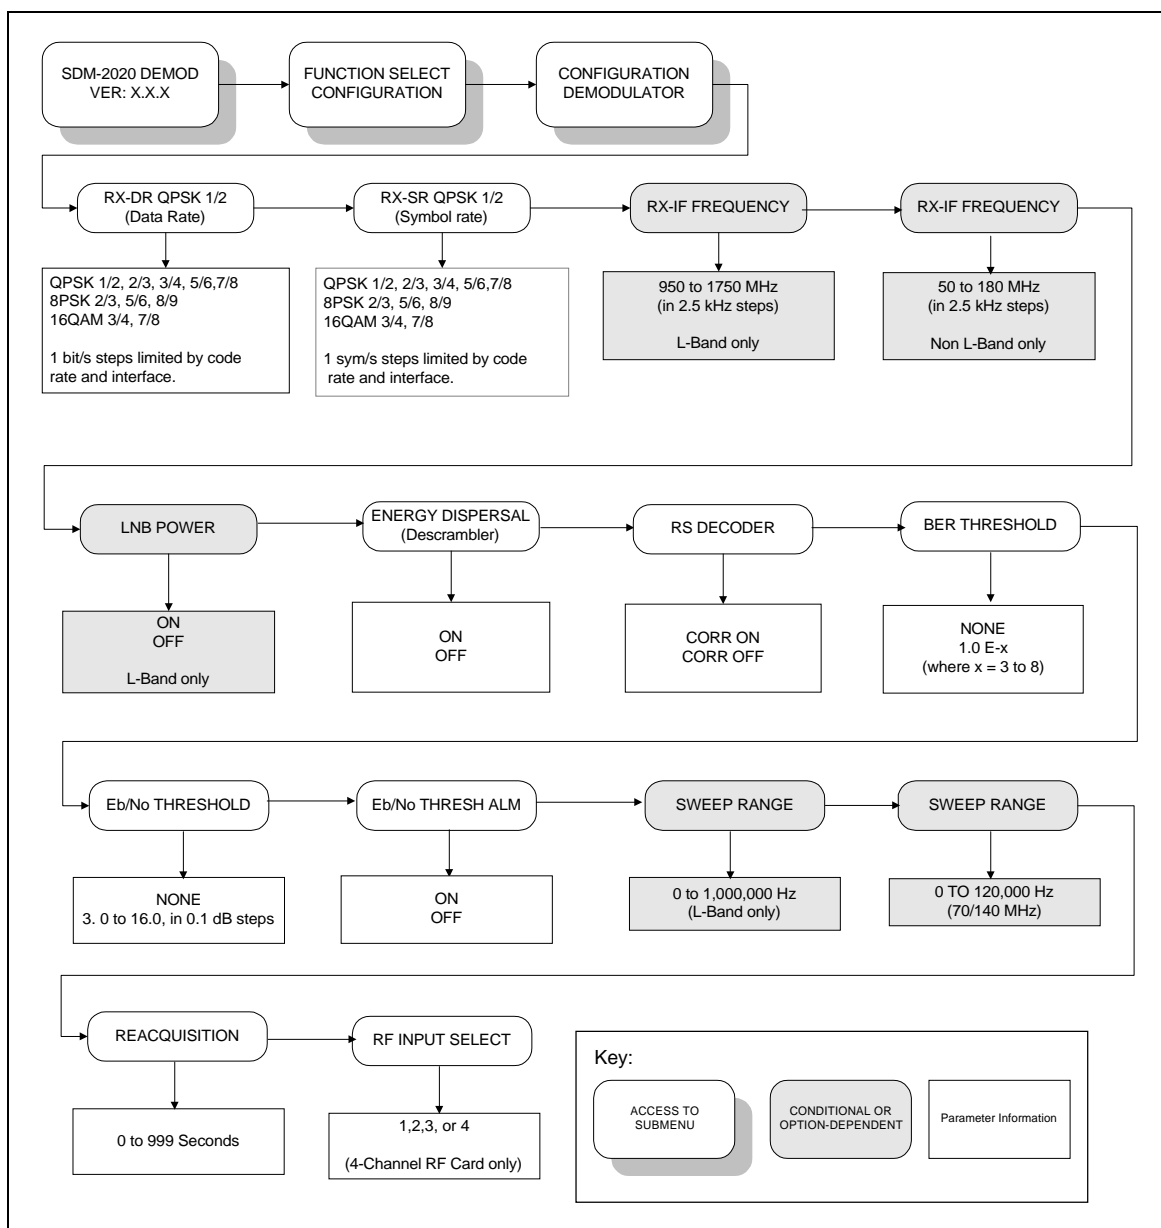 SDM-2020 DEMOD
VER: X.X.X
FUNCTION SELECT
CONFIGURATION
CONFIGURATION
DEMODULATOR
RX-DR QPSK 1/2
(Data Rate)
RX-SR QPSK 1/2
(Symbol rate)
RX-IF FREQUENCY
RX-IF FREQUENCY
QPSK 1/2, 2/3, 3/4, 5/6,7/8
8PSK 2/3, 5/6, 8/9
16QAM 3/4, 7/8
1 bit/s steps limited by code
rate and interface.
QPSK 1/2, 2/3, 3/4, 5/6,7/8
8PSK 2/3, 5/6, 8/9
16QAM 3/4, 7/8
1 sym/s steps limited by code
rate and interface.
950 to 1750 MHz
(in 2.5 kHz steps)
L-Band only
50 to 180 MHz
(in 2.5 kHz steps)
Non L-Band only
LNB POWER
ENERGY DISPERSAL
(Descrambler)
RS DECODER
BER THRESHOLD
ON
OFF
L-Band only
ON
OFF
CORR ON
CORR OFF
NONE
1.0 E-x
(where x = 3 to 8)
Eb/No THRESHOLD
Eb/No THRESH ALM
SWEEP RANGE
SWEEP RANGE
NONE
3. 0 to 16.0, in 0.1 dB steps
ON
OFF
0 to 1,000,000 Hz
(L-Band only)
0 TO 120,000 Hz
(70/140 MHz)
REACQUISITION
RF INPUT SELECT
0 to 999 Seconds
1,2,3, or 4
(4-Channel RF Card only)
Key:
ACCESS TO
SUBMENU
CONDITIONAL OR
OPTION-DEPENDENT
Parameter Information